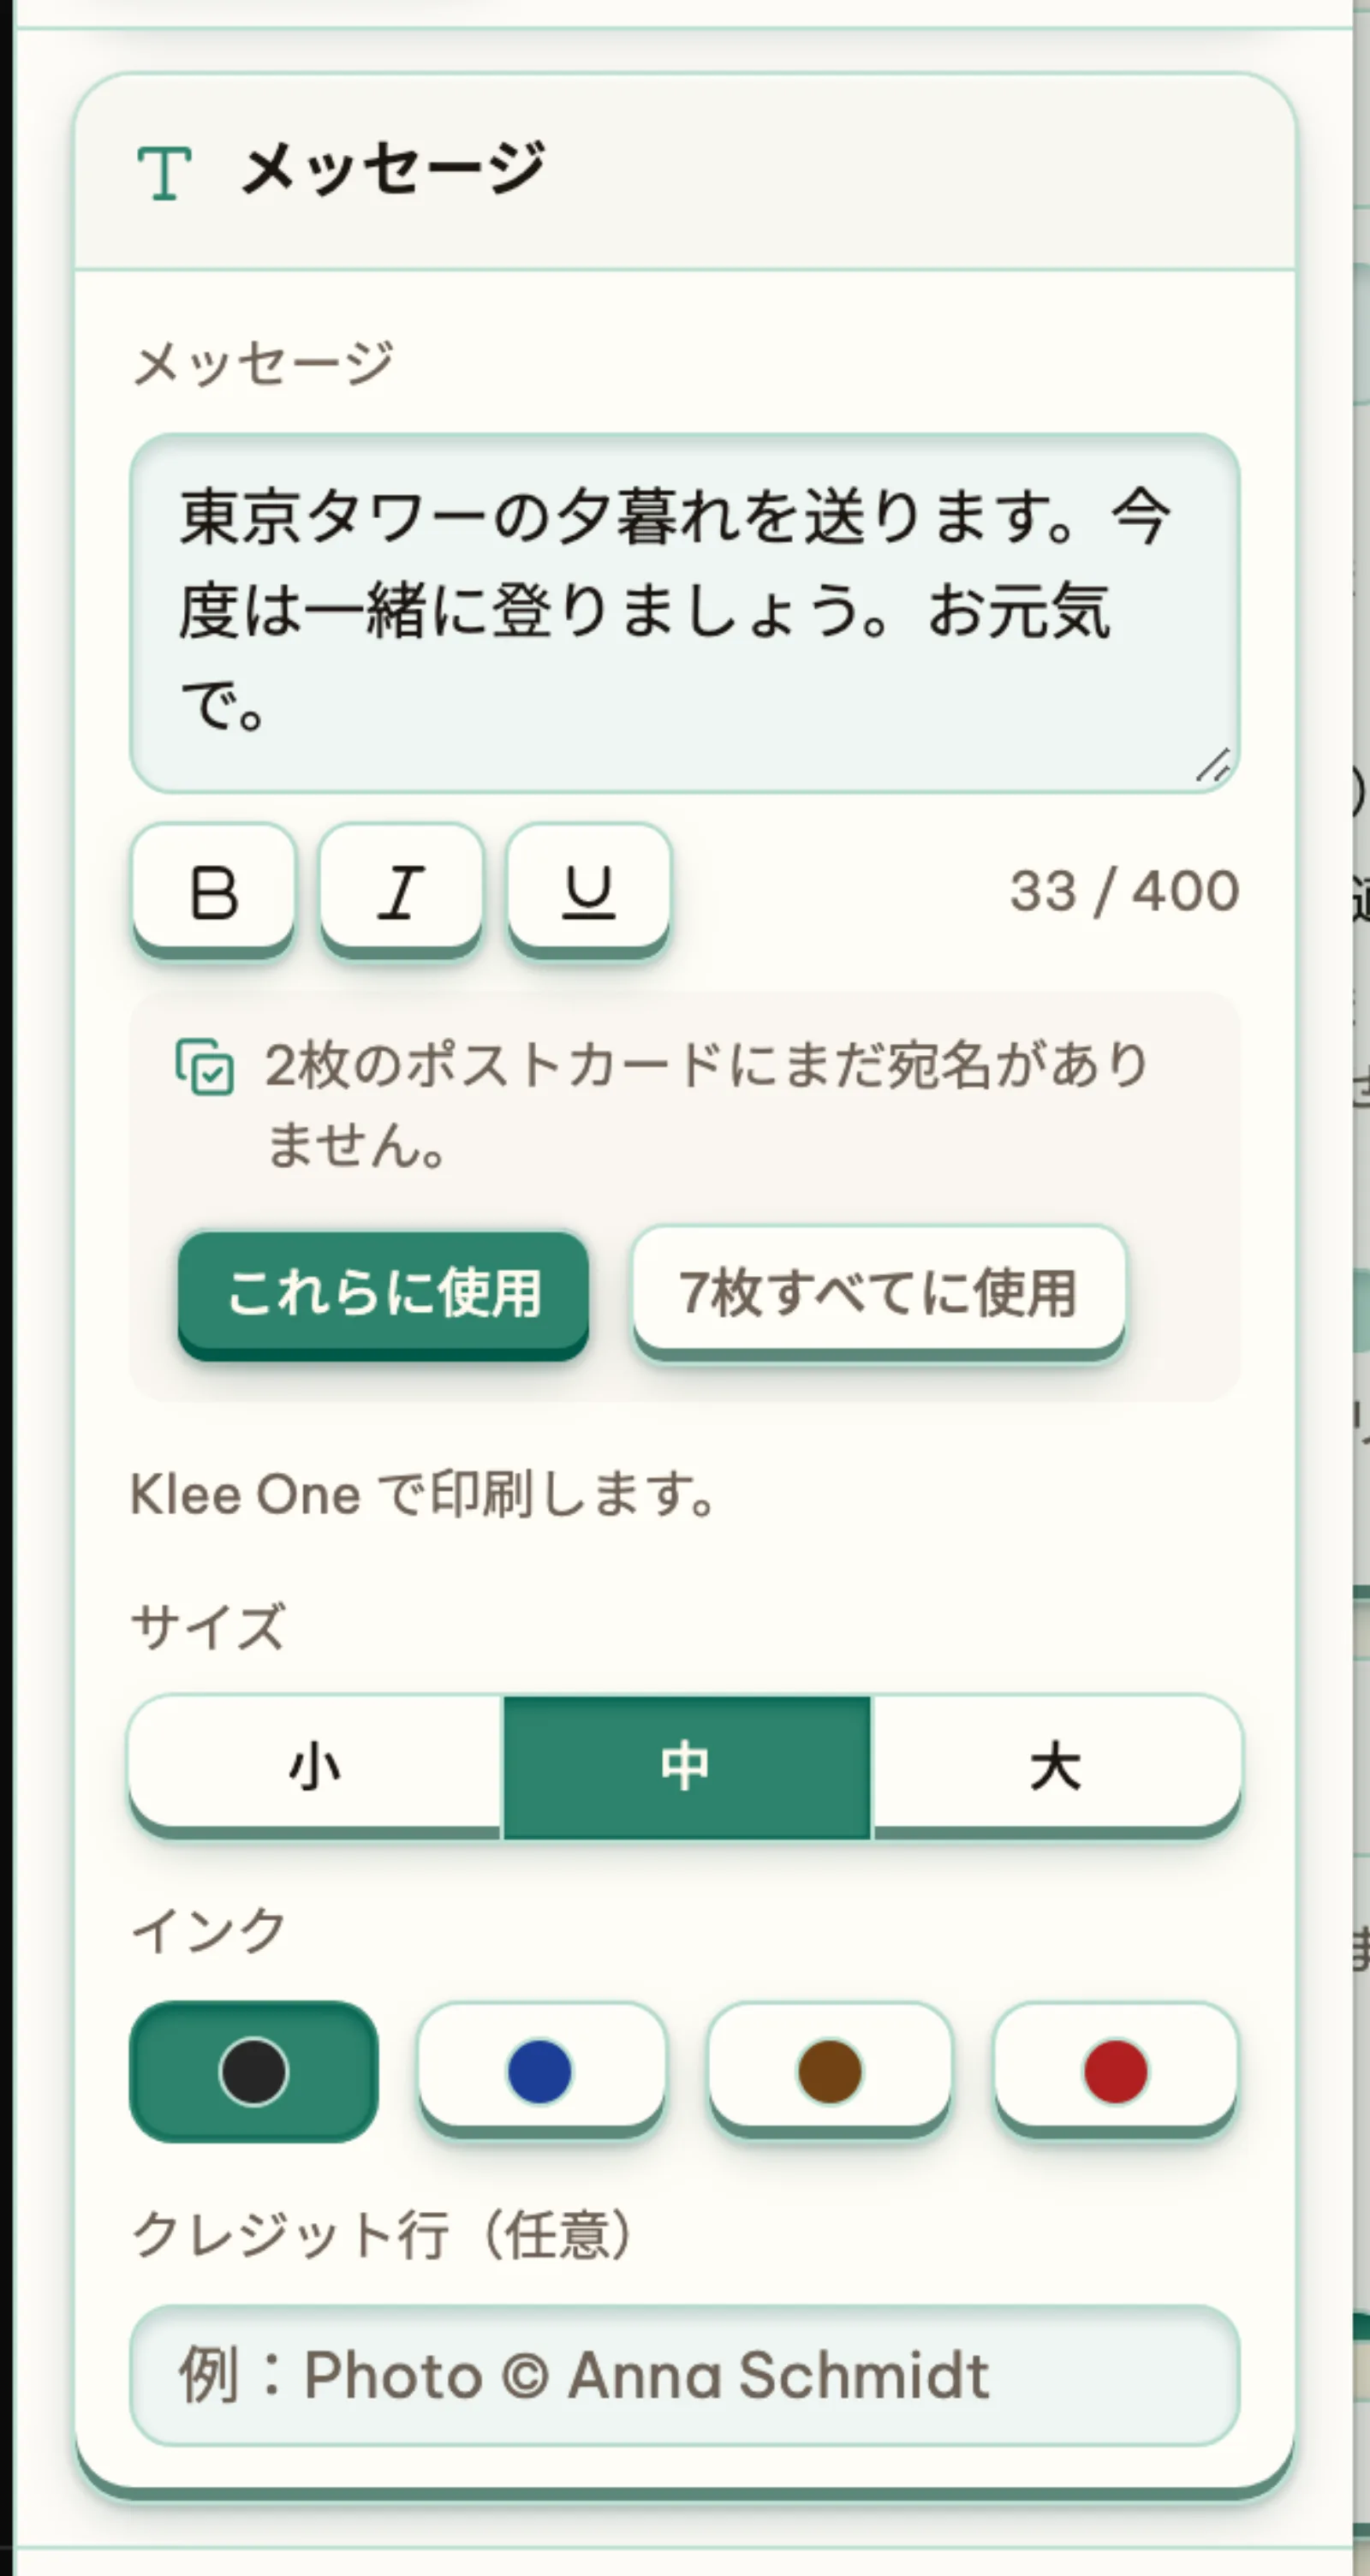 メッセージ
メッセージ
東京タワーの夕暮れを送ります。今
度は一緒に登りましょう。お元気
で。
B I U 33 / 400
2枚のポストカードにまだ宛名があり
ません。
これらに使用 7枚すべてに使用
Klee One で印刷します。
サイズ
小 中 大
インク
クレジット行（任意）
例：Photo © Anna Schmidt